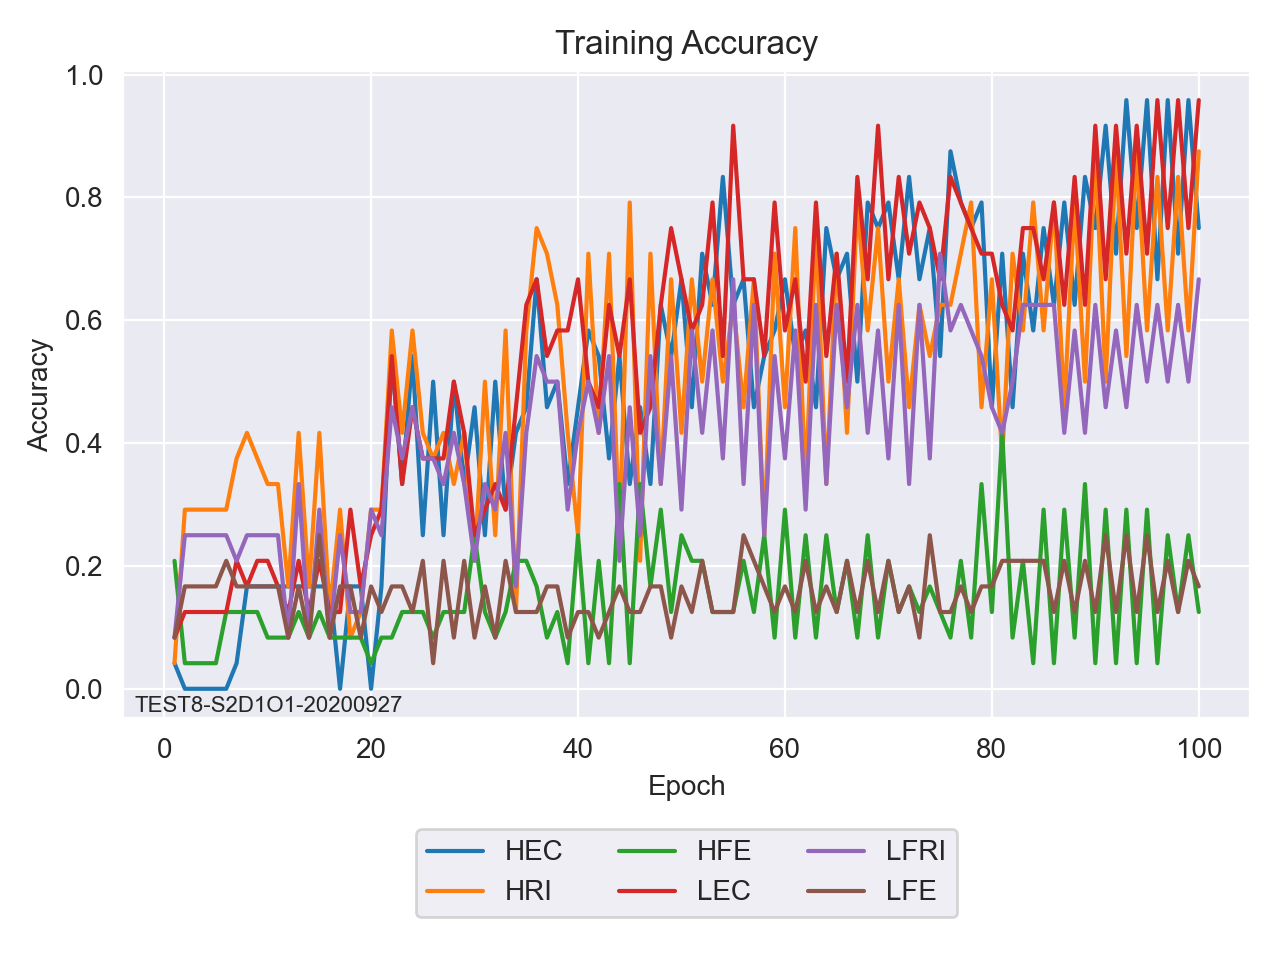 Training Accuracy
1.0
0.8
0.6
0.4
0.2
0.0
Accuracy
TEST8-S2D1O1-20200927
0 20 40 60 80 100
Epoch
HEC HFE LFRI
HRI LEC LFE